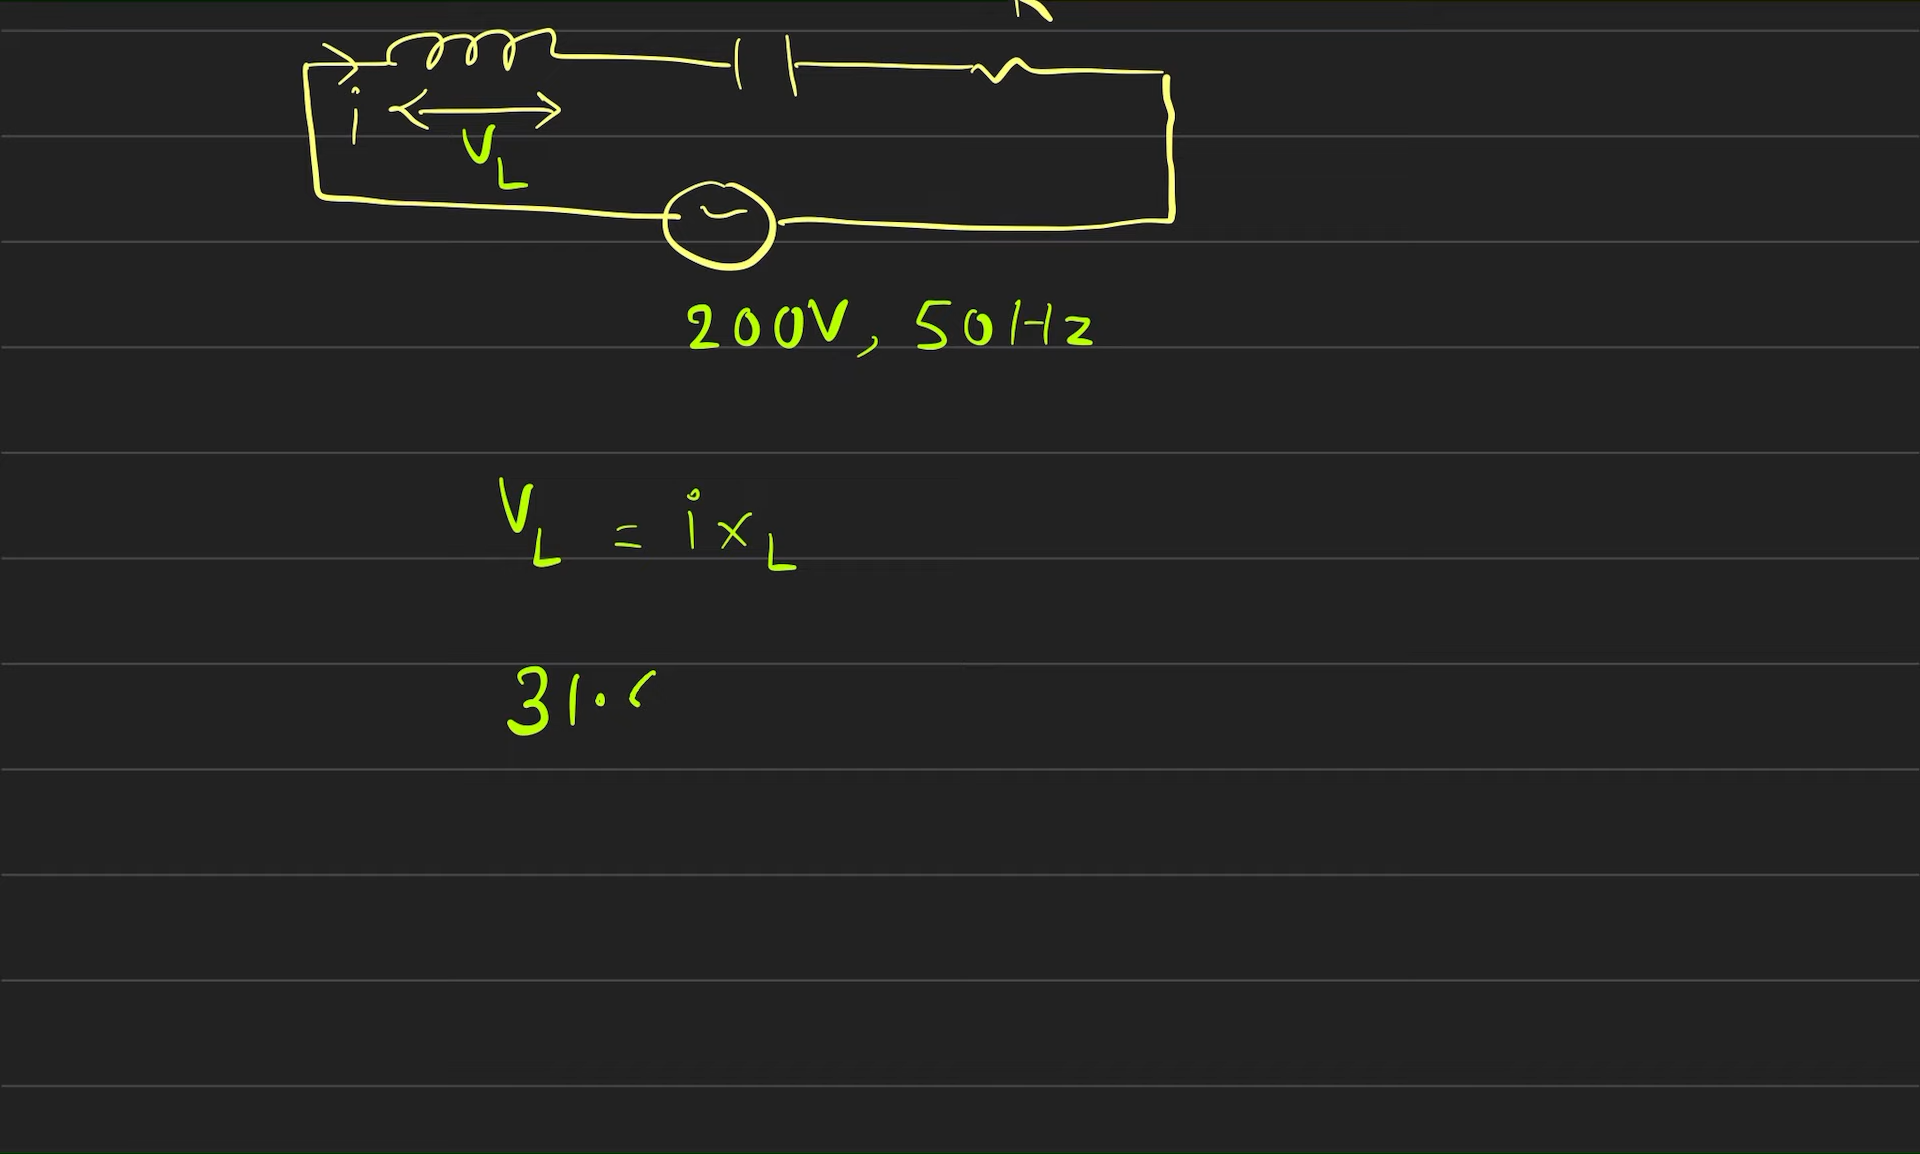 i
V_L
200V, 50Hz
V_L = i x_L
31.